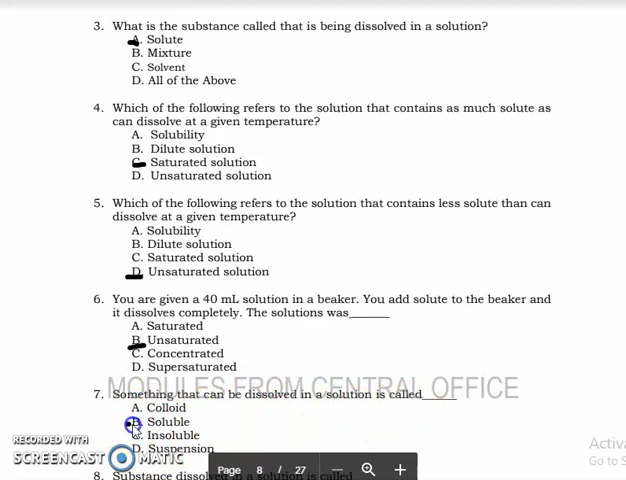 3. What is the substance called that is being dissolved in a solution?
A. Solute
B. Mixture
C. Solvent
D. All of the Above
4. Which of the following refers to the solution that contains as much solute as
can dissolve at a given temperature?
A. Solubility
B. Dilute solution
C. Saturated solution
D. Unsaturated solution
5. Which of the following refers to the solution that contains less solute than can
dissolve at a given temperature?
A. Solubility
B. Dilute solution
C. Saturated solution
D. Unsaturated solution
6. You are given a 40 mL solution in a beaker. You add solute to the beaker and
it dissolves completely. The solutions was______
A. Saturated
B. Unsaturated
C. Concentrated
D. Supersaturated
MODULES FROM CENTRAL OFFICE
7. Something that can be dissolved in a solution is called_____
A. Colloid
B. Soluble
C. Insoluble
D. Suspension
8. Substance dissolved in a solution is called
RECORDED WITH
SCREENCAST MATIC
Page 8 / 27 — +
Activa
Go to S